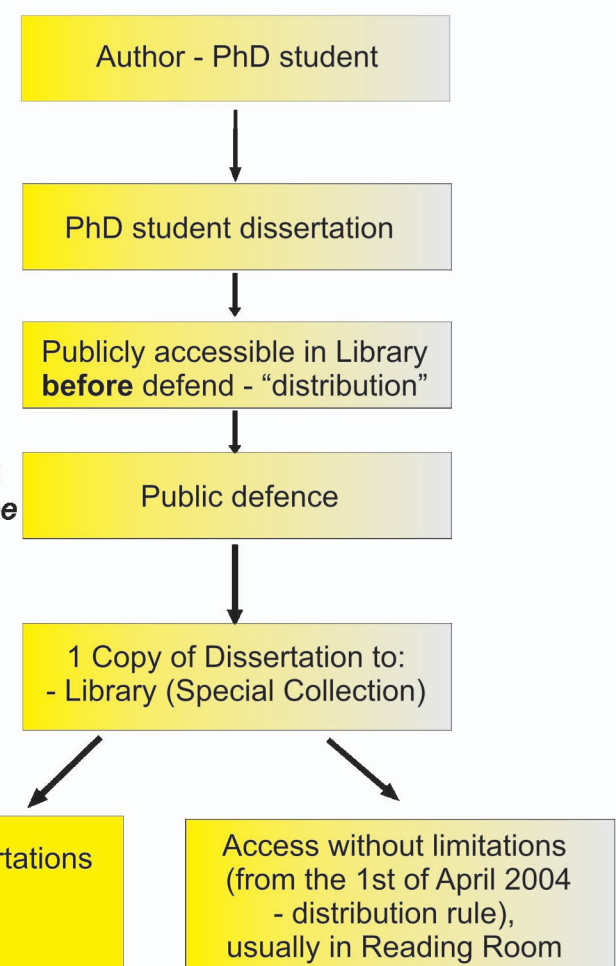 Author - PhD student
PhD student dissertation
Publicly accessible in Library
before defend - “distribution”
Public defence
1 Copy of Dissertation to:
- Library (Special Collection)
Access without limitations
(from the 1st of April 2004
- distribution rule),
usually in Reading Room